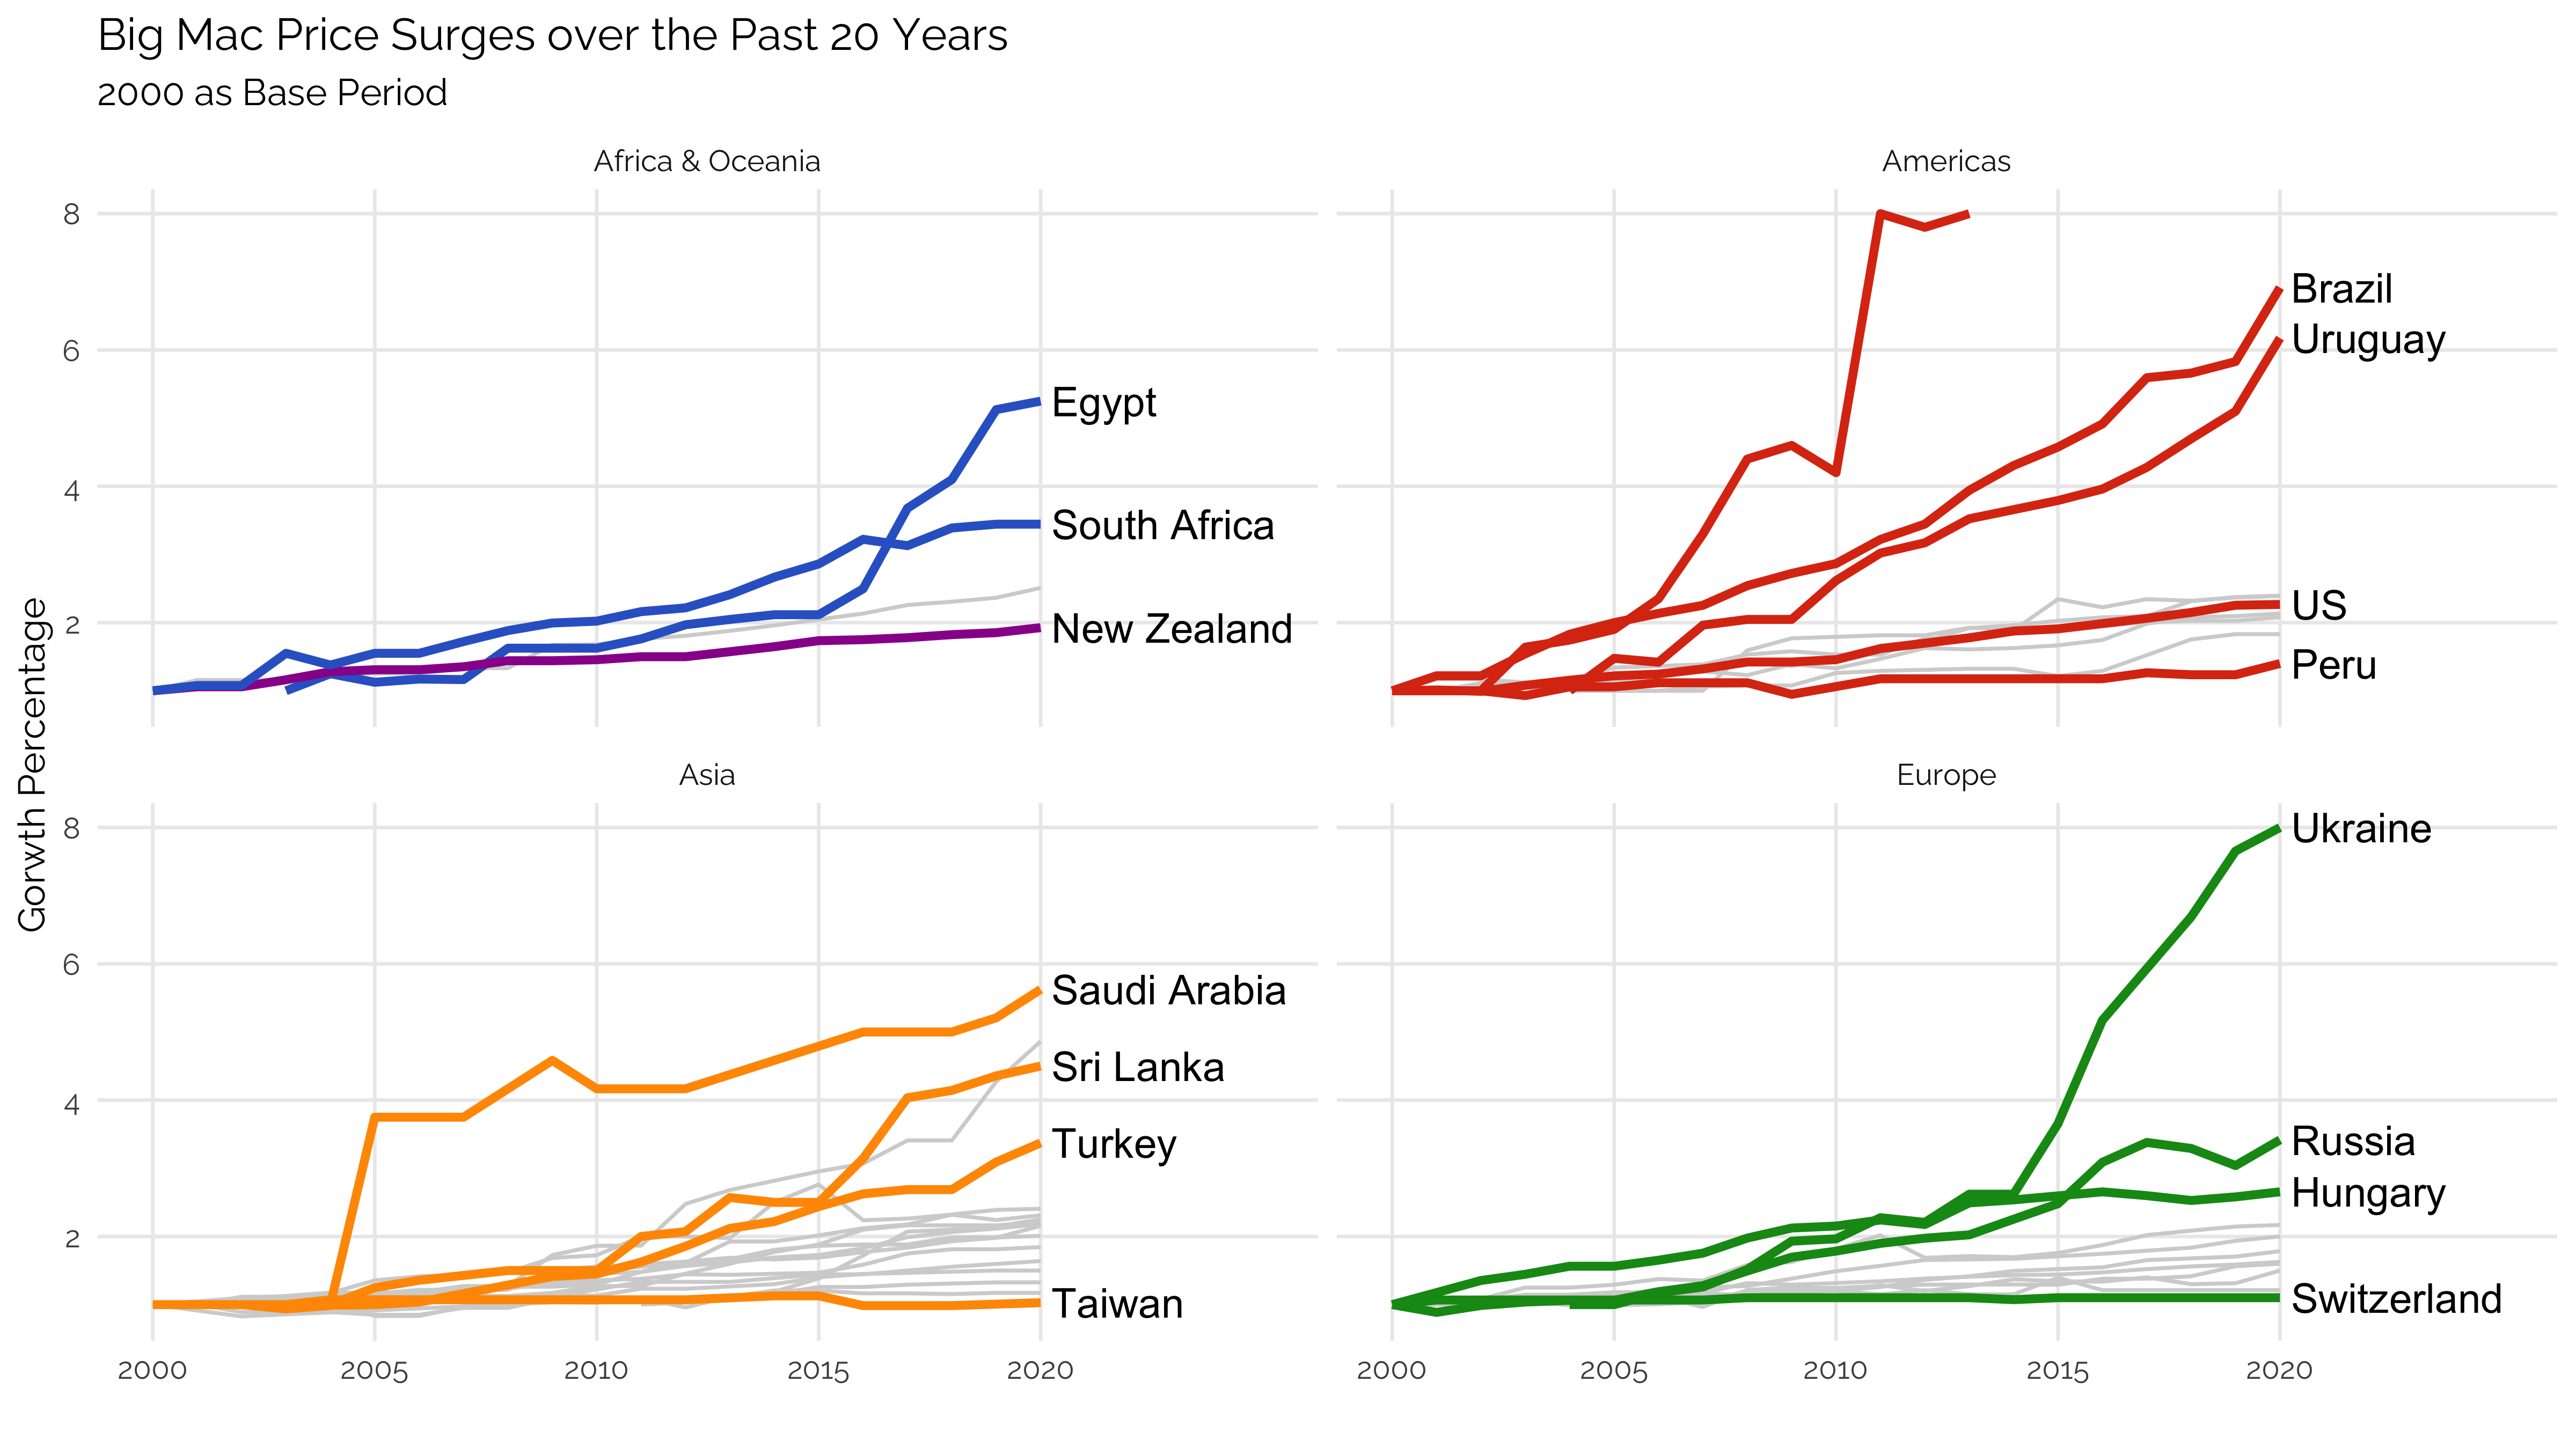 Big Mac Price Surges over the Past 20 Years
2000 as Base Period
Gorwth Percentage
Africa & Oceania
8
6
4
2
Egypt
South Africa
New Zealand
Americas
Brazil
Uruguay
US
Peru
Asia
8
6
4
2
Saudi Arabia
Sri Lanka
Turkey
Taiwan
2000 2005 2010 2015 2020
Europe
Ukraine
Russia
Hungary
Switzerland
2000 2005 2010 2015 2020